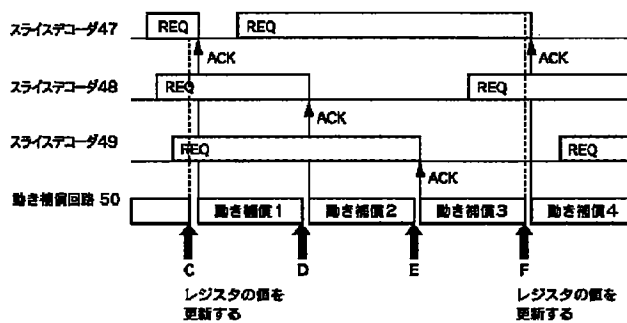 スライスデコーダ47
REQ
REQ
ACK
ACK
スライスデコーダ48
REQ
REQ
ACK
スライスデコーダ49
REQ
REQ
ACK
動き補償回路 50
動き補償1
動き補償2
動き補償3
動き補償4
C
D
E
F
レジスタの値を
更新する
レジスタの値を
更新する